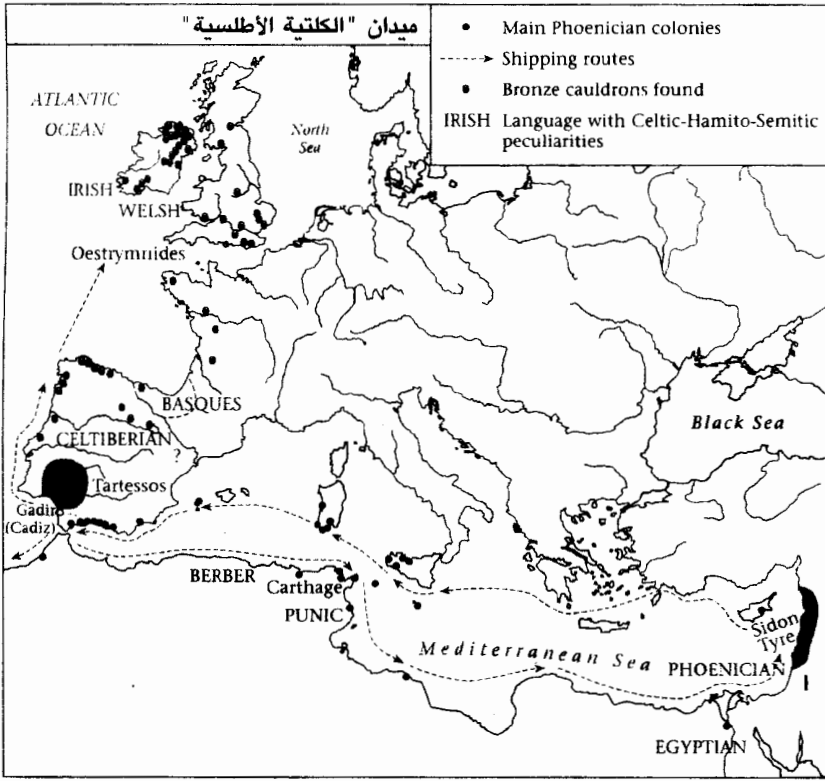 ميدان "الكلتية الأطلسية"
Main Phoenician colonies
Shipping routes
Bronze cauldrons found
IRISH Language with Celtic-Hamito-Semitic
peculiarities
ATLANTIC
OCEAN
North
Sea
IRISH
WELSH
Oestrymnides
BASQUES
Black Sea
CELTIBERIAN
?
Tartessos
Gadir
(Cadiz)
BERBER
Carthage
PUNIC
Sidon
Tyre
Mediterranean Sea
PHOENICIAN
EGYPTIAN